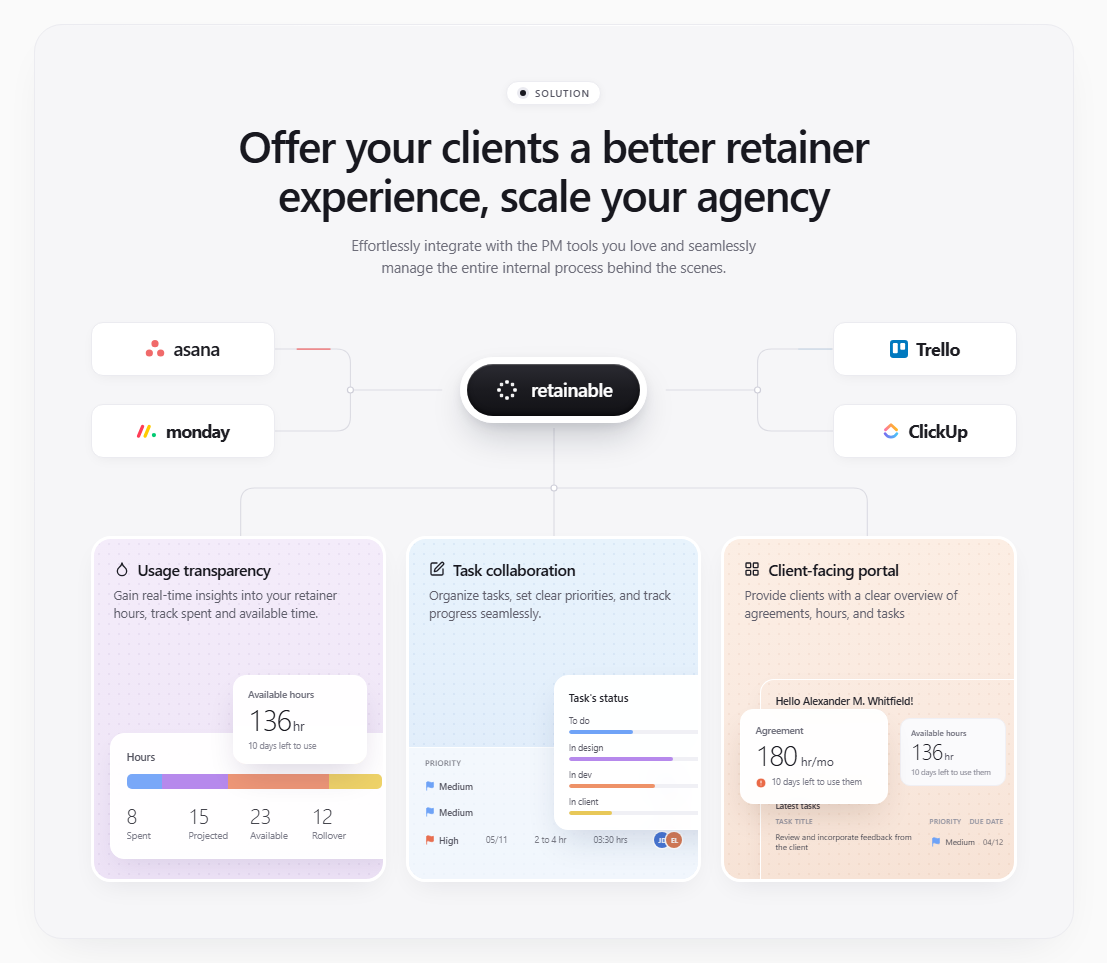 SOLUTION
Offer your clients a better retainer
experience, scale your agency
Effortlessly integrate with the PM tools you love and seamlessly
manage the entire internal process behind the scenes.
asana
monday
retainable
Trello
ClickUp
Usage transparency
Gain real-time insights into your retainer
hours, track spent and available time.
Available hours
136 hr
10 days left to use
Hours
8 15 23 12
Spent Projected Available Rollover
Task collaboration
Organize tasks, set clear priorities, and track
progress seamlessly.
Task's status
To do
In design
In dev
In client
PRIORITY
Medium
Medium
High 05/11 2 to 4 hr 03:30 hrs JD EL
Client-facing portal
Provide clients with a clear overview of
agreements, hours, and tasks
Hello Alexander M. Whitfield!
Agreement
180 hr/mo
10 days left to use them
Available hours
136 hr
10 days left to use them
Latest tasks
TASK TITLE PRIORITY DUE DATE
Review and incorporate feedback from
the client
Medium 04/12